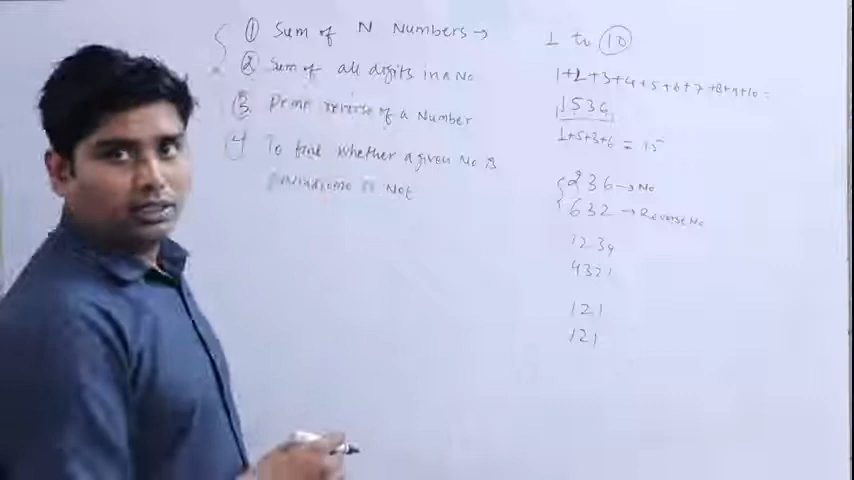 1 Sum of N Numbers →
2 Sum of all digits in a No
3 Print reverse of a Number
4 To find whether a given No is
Palindrome or Not
1 to 10
1+2+3+4+5+6+7+8+9+10=
1536
1+5+3+6 = 15
236 → No
632 → Reverse No
1234
4321
121
121